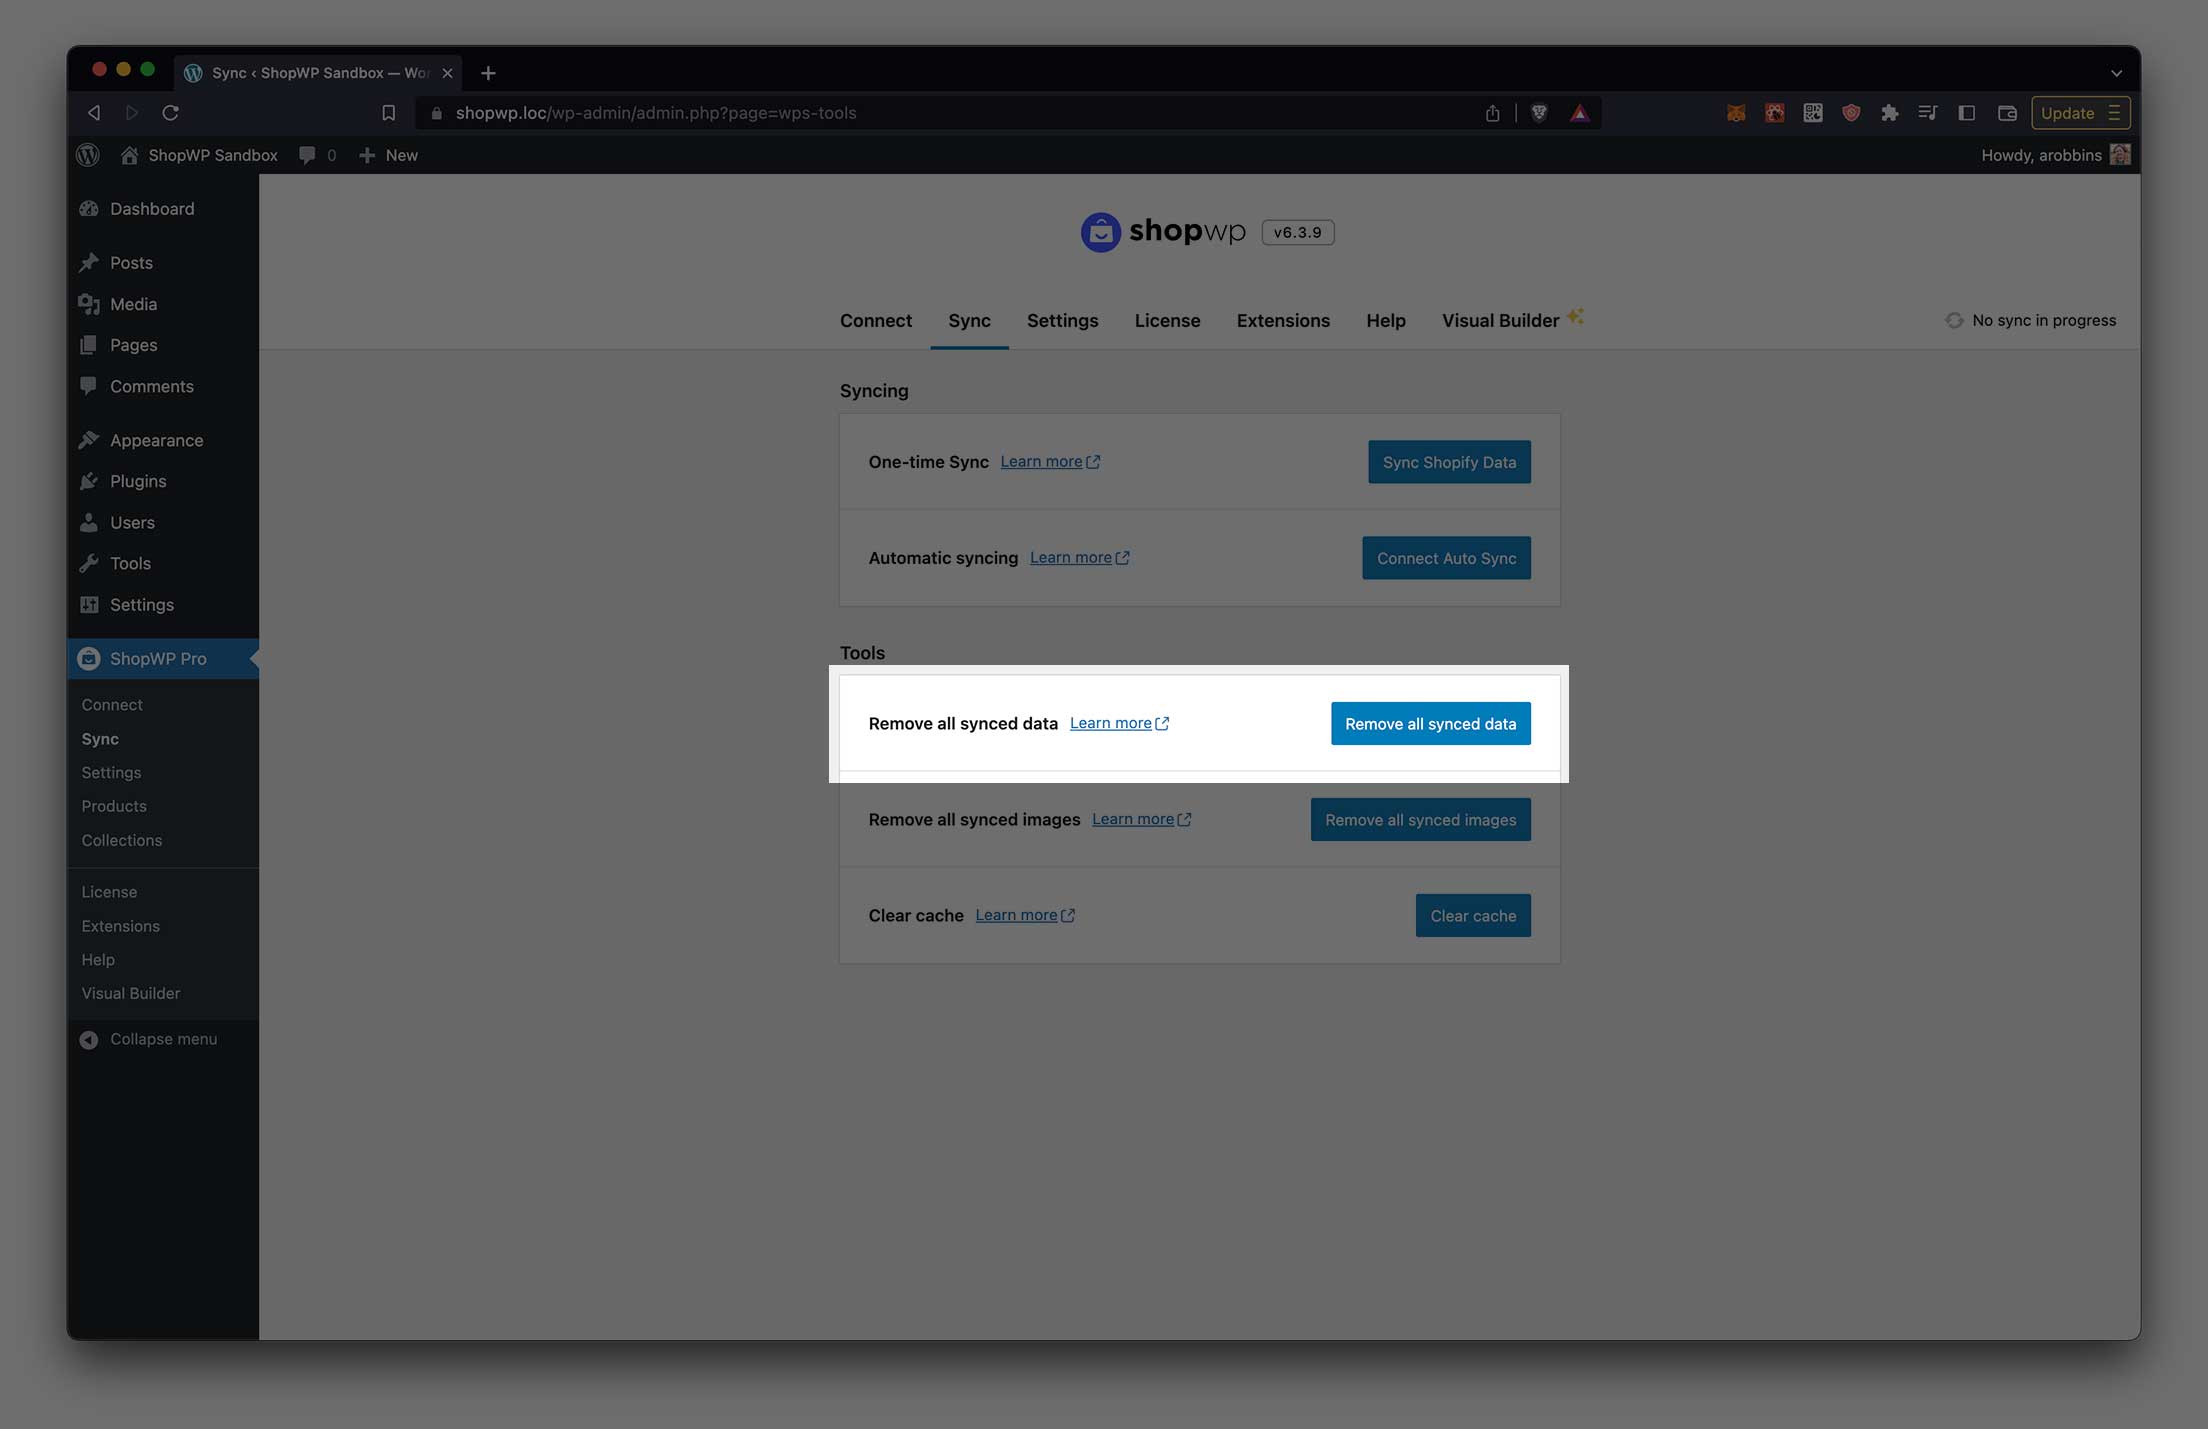 Sync ‹ ShopWP Sandbox — Wor
shopwp.loc/wp-admin/admin.php?page=wps-tools
Update
ShopWP Sandbox 0 New
Howdy, arobbins
Dashboard
Posts
Media
Pages
Comments
Appearance
Plugins
Users
Tools
Settings
ShopWP Pro
Connect
Sync
Settings
Products
Collections
License
Extensions
Help
Visual Builder
Collapse menu
shopwp v6.3.9
Connect Sync Settings License Extensions Help Visual Builder
No sync in progress
Syncing
One-time Sync Learn more Sync Shopify Data
Automatic syncing Learn more Connect Auto Sync
Tools
Remove all synced data Learn more Remove all synced data
Remove all synced images Learn more Remove all synced images
Clear cache Learn more Clear cache